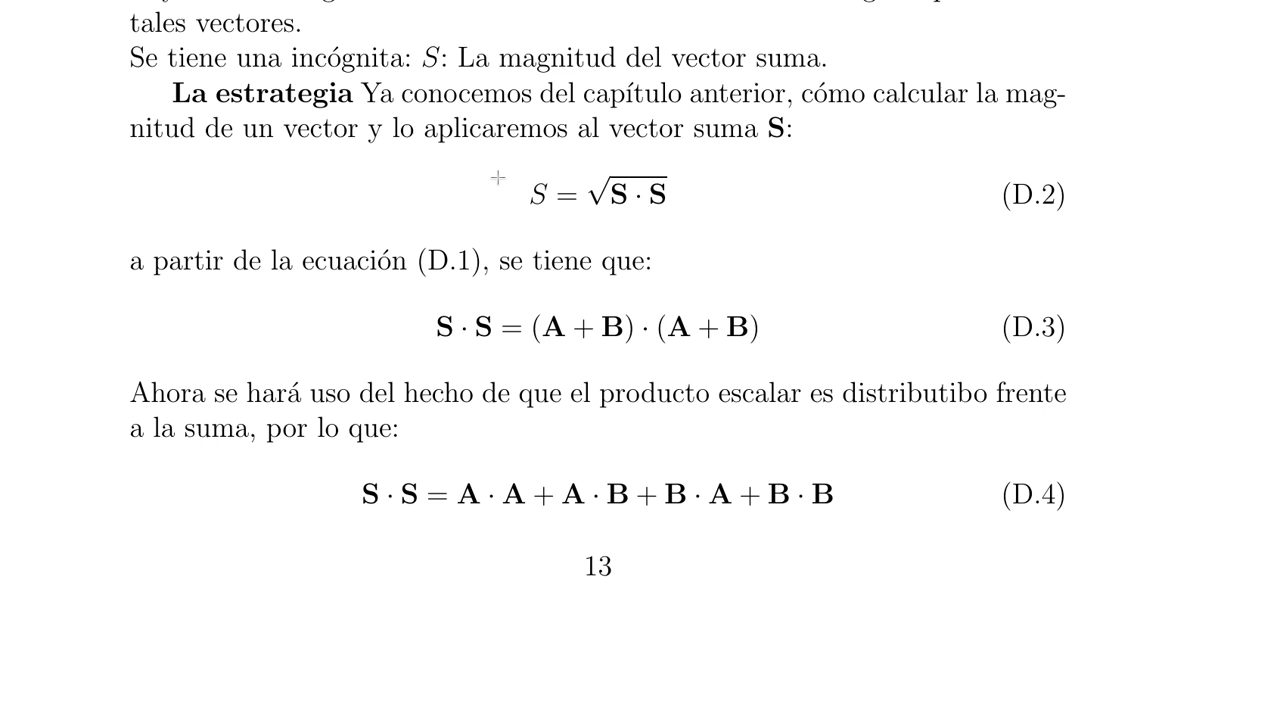 tales vectores.
Se tiene una incógnita: S: La magnitud del vector suma.
La estrategia Ya conocemos del capítulo anterior, cómo calcular la mag-
nitud de un vector y lo aplicaremos al vector suma S:
S = √S · S (D.2)
a partir de la ecuación (D.1), se tiene que:
S · S = (A + B) · (A + B) (D.3)
Ahora se hará uso del hecho de que el producto escalar es distributibo frente
a la suma, por lo que:
S · S = A · A + A · B + B · A + B · B (D.4)
13